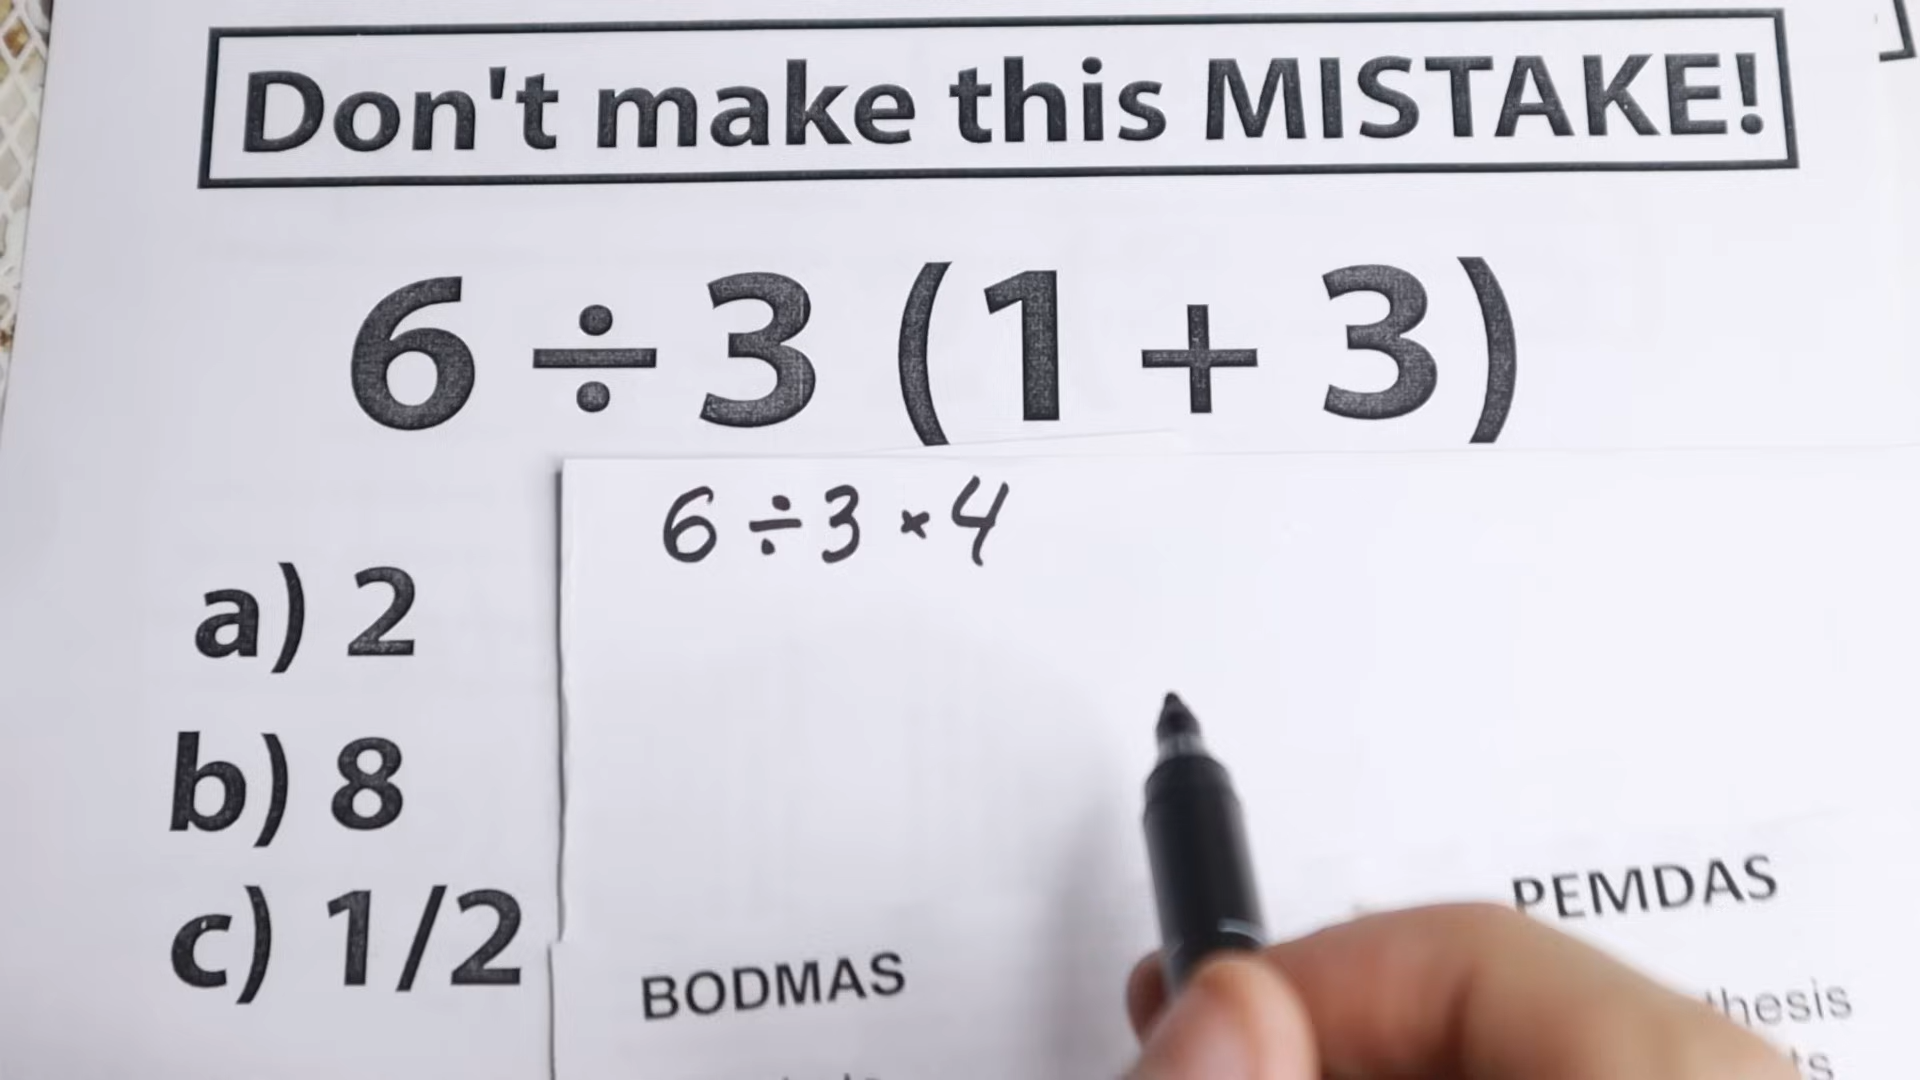 Don't make this MISTAKE!
6 ÷ 3 (1 + 3)
6 ÷ 3 × 4
a) 2
b) 8
c) 1/2
PEMDAS
BODMAS